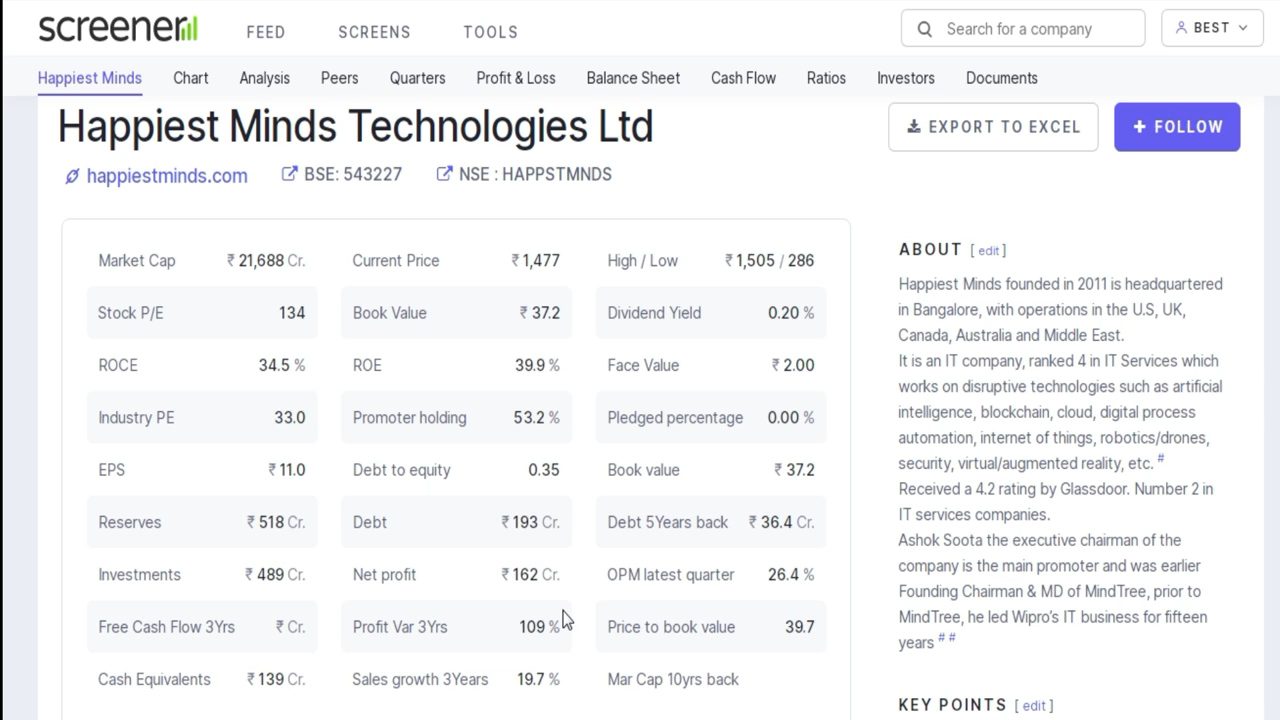 screener FEED SCREENS TOOLS Search for a company BEST
Happiest Minds Chart Analysis Peers Quarters Profit & Loss Balance Sheet Cash Flow Ratios Investors Documents
Happiest Minds Technologies Ltd
EXPORT TO EXCEL + FOLLOW
happiestminds.com BSE: 543227 NSE : HAPPSTMNDS
Market Cap ₹ 21,688 Cr. Current Price ₹ 1,477 High / Low ₹ 1,505 / 286
Stock P/E 134 Book Value ₹ 37.2 Dividend Yield 0.20 %
ROCE 34.5 % ROE 39.9 % Face Value ₹ 2.00
Industry PE 33.0 Promoter holding 53.2 % Pledged percentage 0.00 %
EPS ₹ 11.0 Debt to equity 0.35 Book value ₹ 37.2
Reserves ₹ 518 Cr. Debt ₹ 193 Cr. Debt 5Years back ₹ 36.4 Cr.
Investments ₹ 489 Cr. Net profit ₹ 162 Cr. OPM latest quarter 26.4 %
Free Cash Flow 3Yrs ₹ Cr. Profit Var 3Yrs 109 % Price to book value 39.7
Cash Equivalents ₹ 139 Cr. Sales growth 3Years 19.7 % Mar Cap 10yrs back
ABOUT [ edit ]
Happiest Minds founded in 2011 is headquartered
in Bangalore, with operations in the U.S, UK,
Canada, Australia and Middle East.
It is an IT company, ranked 4 in IT Services which
works on disruptive technologies such as artificial
intelligence, blockchain, cloud, digital process
automation, internet of things, robotics/drones,
security, virtual/augmented reality, etc. #
Received a 4.2 rating by Glassdoor. Number 2 in
IT services companies.
Ashok Soota the executive chairman of the
company is the main promoter and was earlier
Founding Chairman & MD of MindTree, prior to
MindTree, he led Wipro's IT business for fifteen
years # #
KEY POINTS [ edit ]